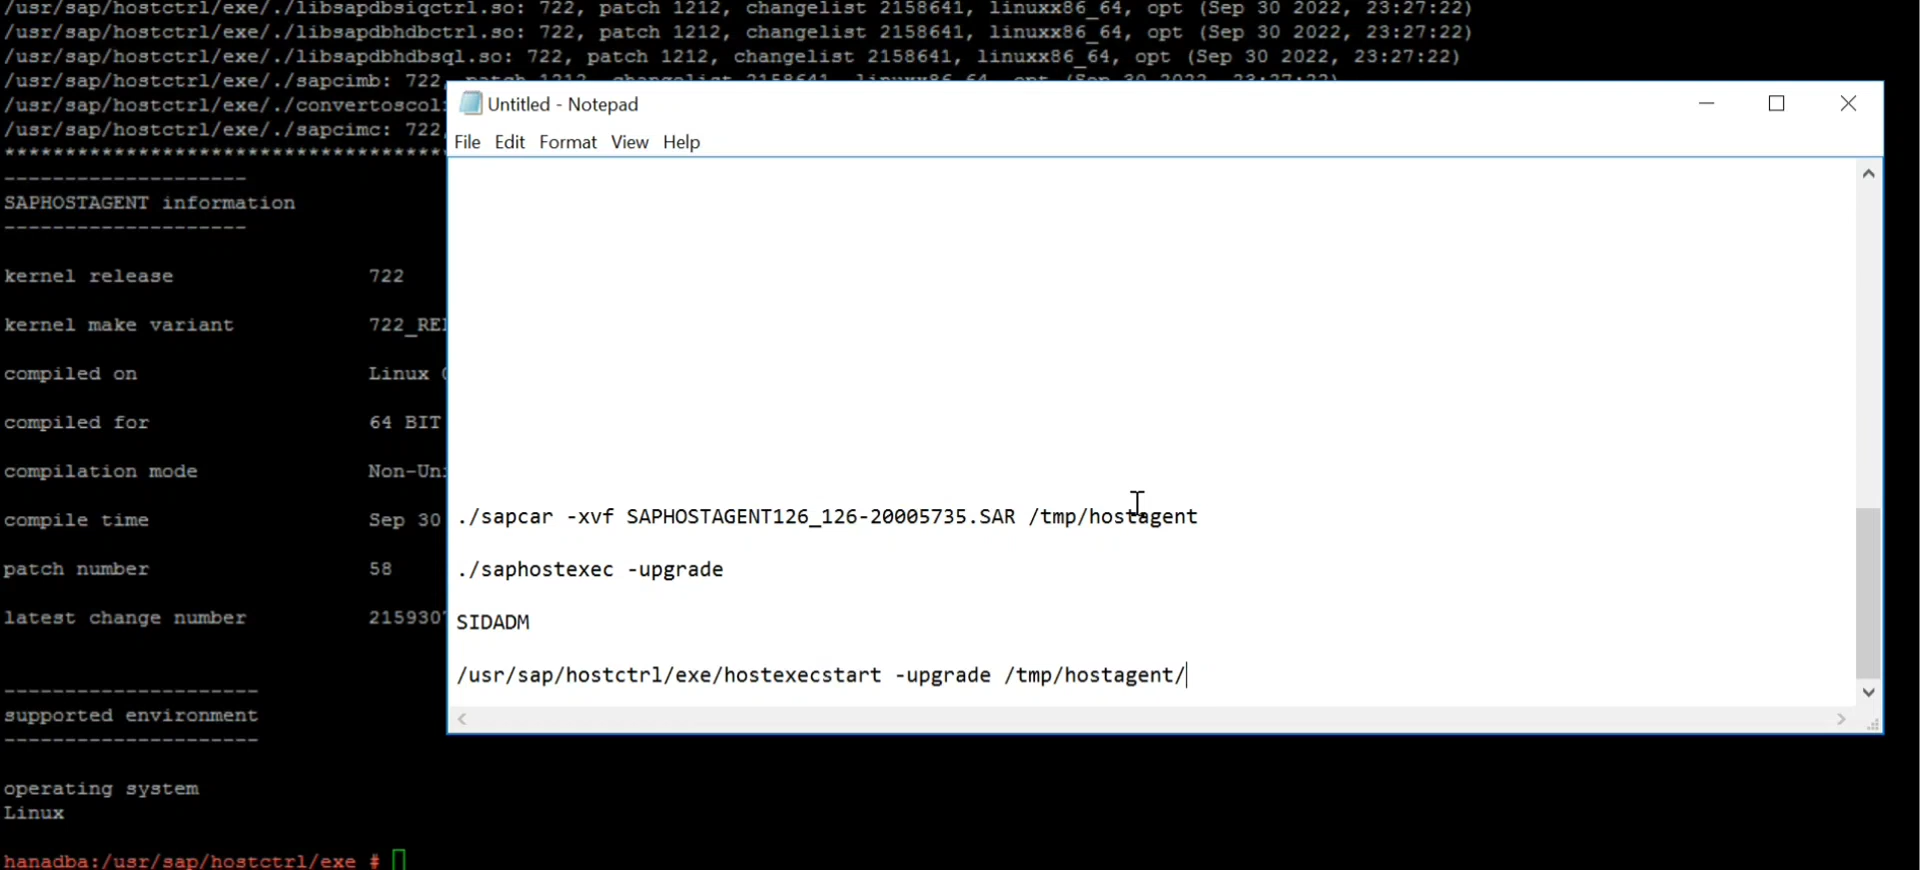 /usr/sap/hostctrl/exe/./libsapdbsiqctrl.so: 722, patch 1212, changelist 2158641, linuxx86_64, opt (Sep 30 2022, 23:27:22)
/usr/sap/hostctrl/exe/./libsapdbhdbctrl.so: 722, patch 1212, changelist 2158641, linuxx86_64, opt (Sep 30 2022, 23:27:22)
/usr/sap/hostctrl/exe/./libsapdbhdbsql.so: 722, patch 1212, changelist 2158641, linuxx86_64, opt (Sep 30 2022, 23:27:22)
/usr/sap/hostctrl/exe/./sapcimb: 722, patch 1212, changelist 2158641, linuxx86_64, opt (Sep 30 2022, 23:27:22)
/usr/sap/hostctrl/exe/./convertoscol
/usr/sap/hostctrl/exe/./sapcimc: 722,
*************************************
--------------------
SAPHOSTAGENT information
--------------------
kernel release 722
kernel make variant 722_RE
compiled on Linux
compiled for 64 BIT
compilation mode Non-Un
compile time Sep 30
patch number 58
latest change number 215930
---------------------
supported environment
---------------------
operating system
Linux
hanadba:/usr/sap/hostctrl/exe #
Untitled - Notepad
File Edit Format View Help
./sapcar -xvf SAPHOSTAGENT126_126-20005735.SAR /tmp/hostagent
./saphostexec -upgrade
SIDADM
/usr/sap/hostctrl/exe/hostexecstart -upgrade /tmp/hostagent/